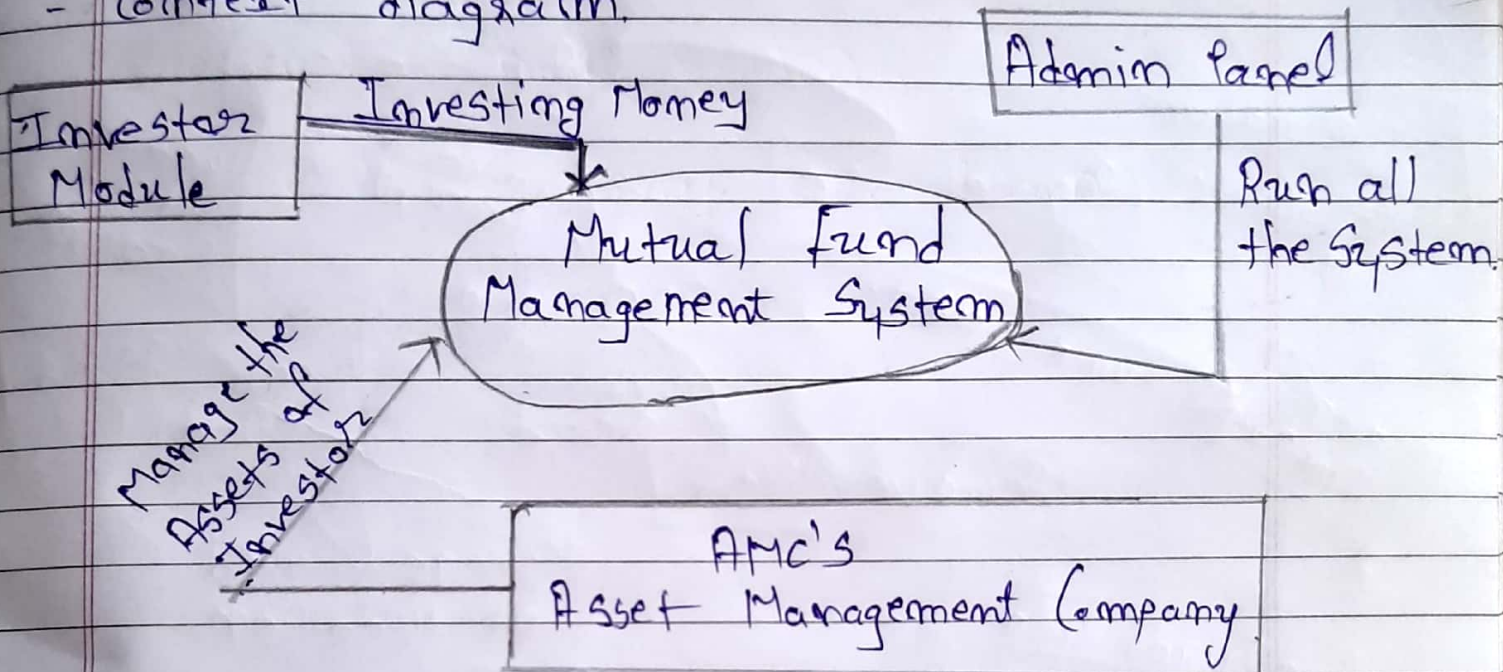 - Context diagram.
Admin Panel
Investor
Module
Investing Money
Run all
the System.
Mutual Fund
Management System
Manage the
Assets of
Investor
AMC's
Asset Management Company